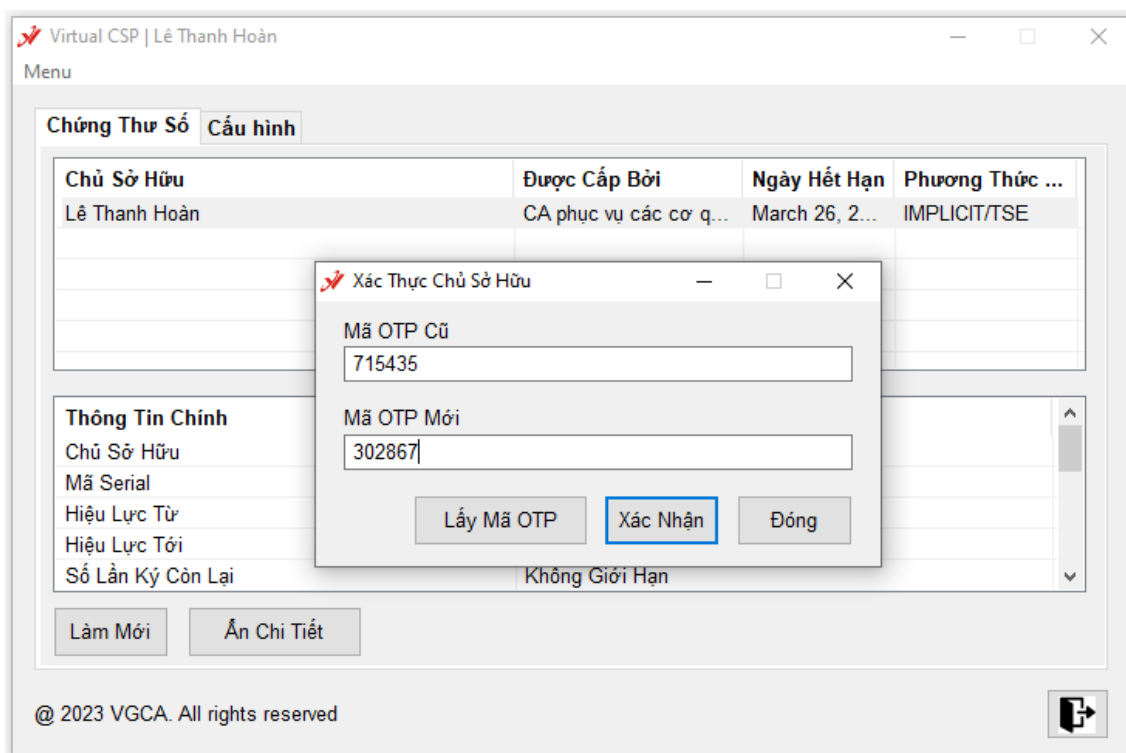 Virtual CSP | Lê Thanh Hoàn
Menu
Chứng Thư Số Cấu hình
Chủ Sở Hữu Được Cấp Bởi Ngày Hết Hạn Phương Thức ...
Lê Thanh Hoàn CA phục vụ các cơ q... March 26, 2... IMPLICIT/TSE
Xác Thực Chủ Sở Hữu
Mã OTP Cũ
715435
Mã OTP Mới
302867
Lấy Mã OTP Xác Nhận Đóng
Thông Tin Chính
Chủ Sở Hữu
Mã Serial
Hiệu Lực Từ
Hiệu Lực Tới
Số Lần Ký Còn Lại Không Giới Hạn
Làm Mới Ẩn Chi Tiết
@ 2023 VGCA. All rights reserved